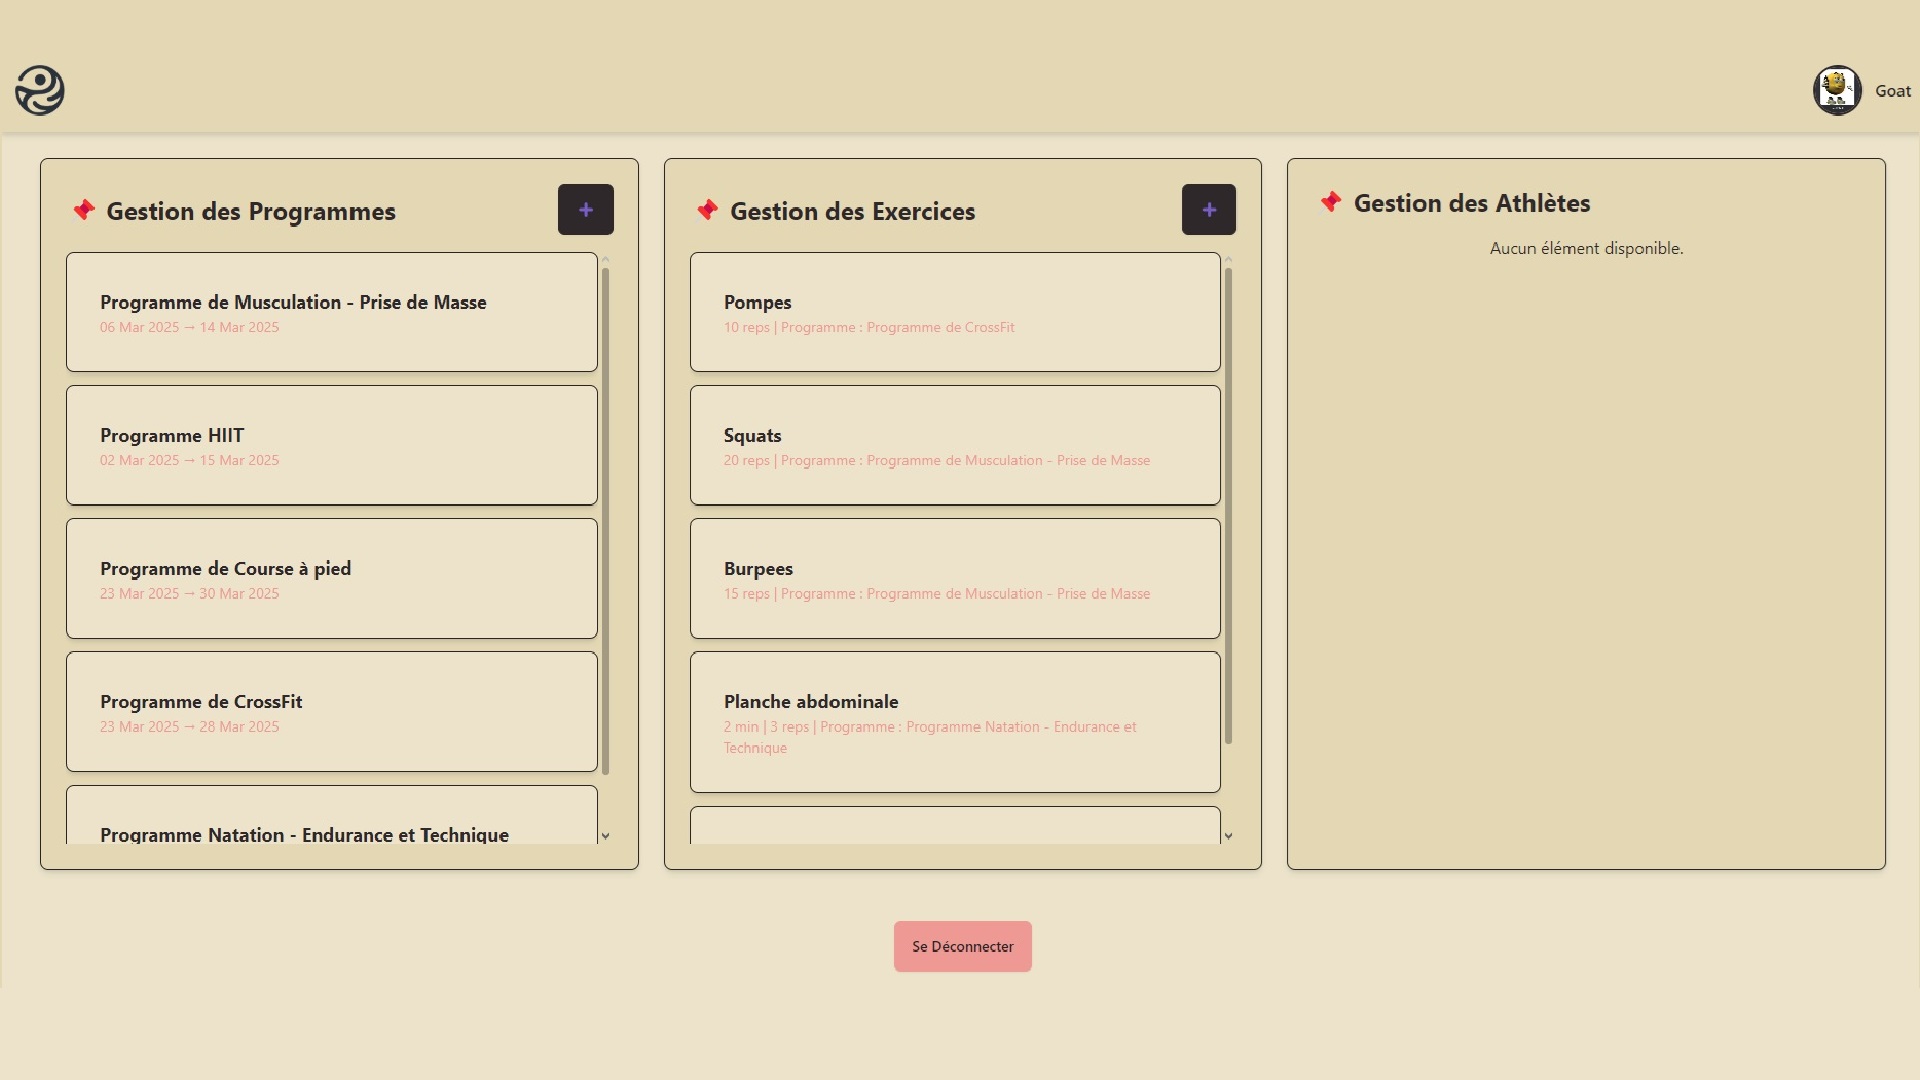 Goat
Gestion des Programmes
+
Programme de Musculation - Prise de Masse
06 Mar 2025 → 14 Mar 2025
Programme HIIT
02 Mar 2025 → 15 Mar 2025
Programme de Course à pied
23 Mar 2025 → 30 Mar 2025
Programme de CrossFit
23 Mar 2025 → 28 Mar 2025
Programme Natation - Endurance et Technique
Gestion des Exercices
+
Pompes
10 reps | Programme : Programme de CrossFit
Squats
20 reps | Programme : Programme de Musculation - Prise de Masse
Burpees
15 reps | Programme : Programme de Musculation - Prise de Masse
Planche abdominale
2 min | 3 reps | Programme : Programme Natation - Endurance et
Technique
Gestion des Athlètes
Aucun élément disponible.
Se Déconnecter